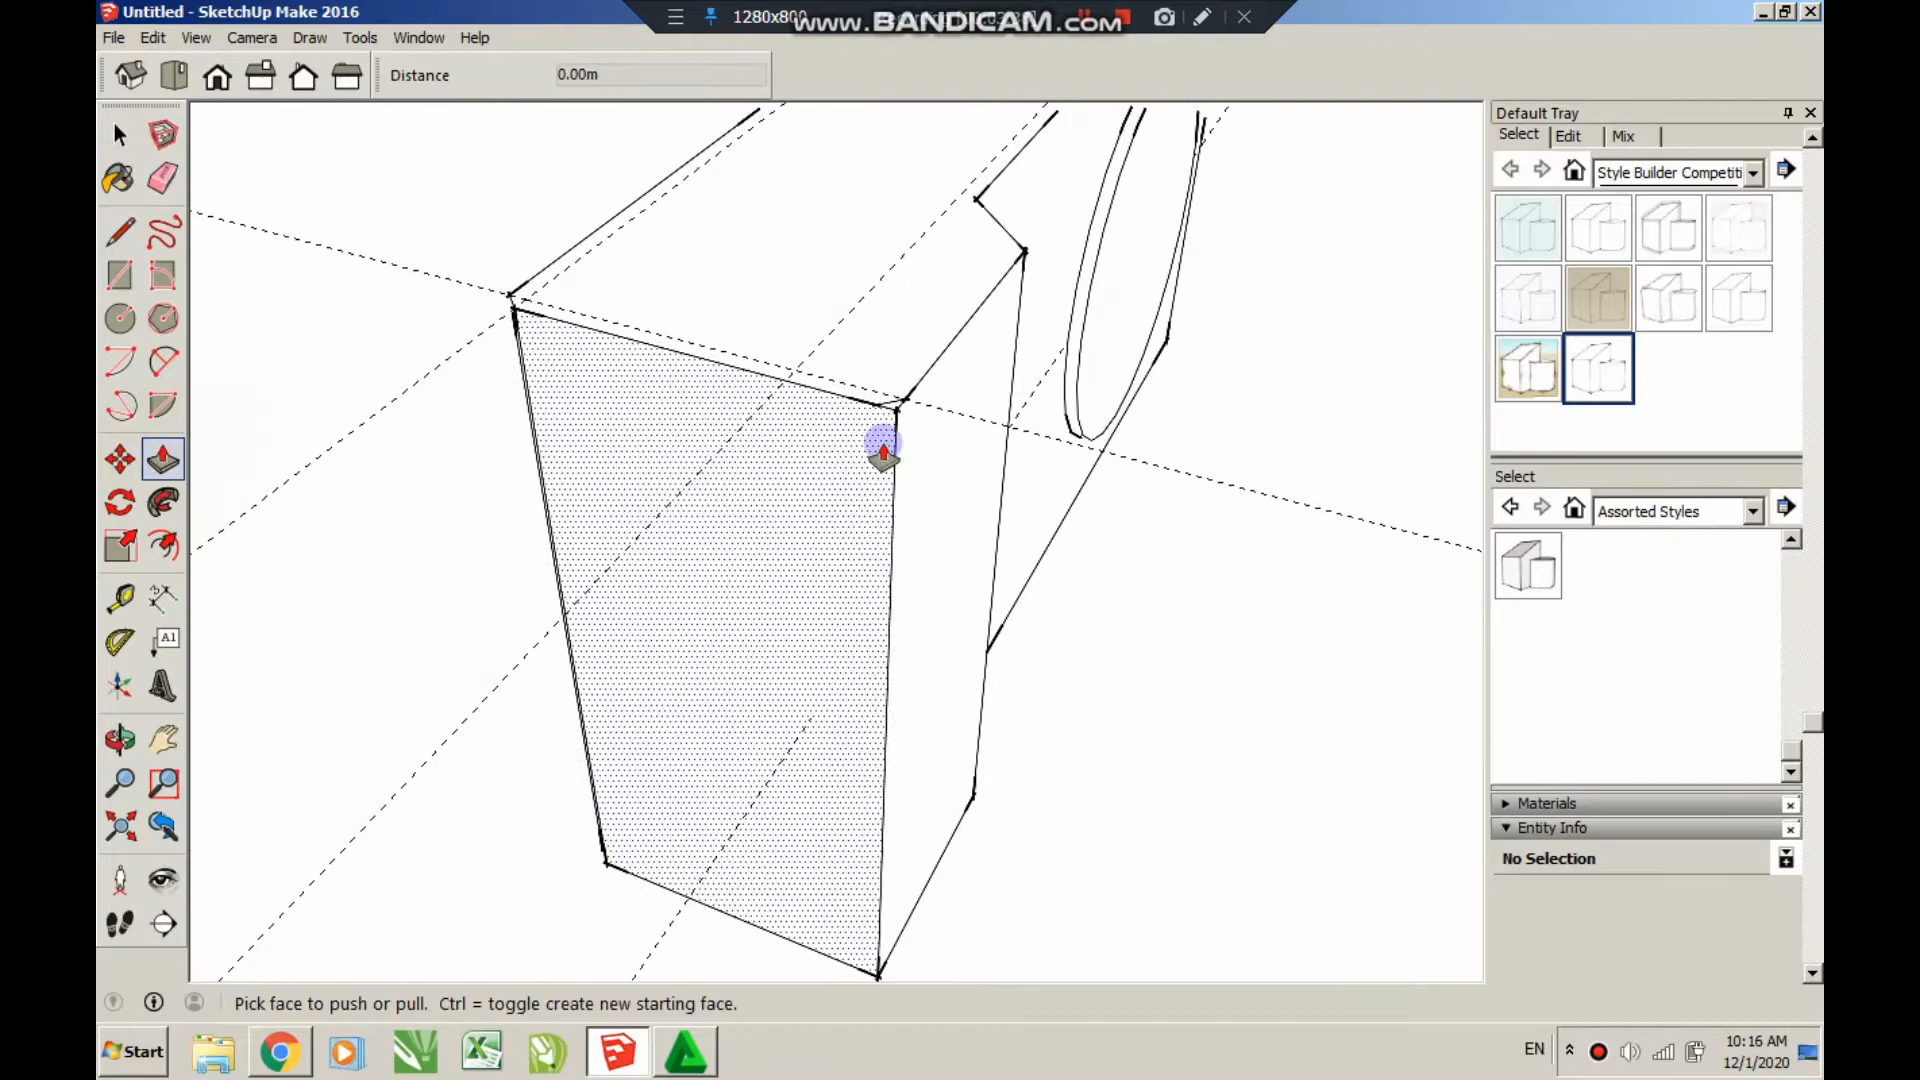 Untitled - SketchUp Make 2016
1280x800
www.BANDICAM.com
File Edit View Camera Draw Tools Window Help
Distance 0.00m
Default Tray
Select Edit Mix
Style Builder Competiti
Select
Assorted Styles
A1
Materials
Entity Info
No Selection
Pick face to push or pull. Ctrl = toggle create new starting face.
Start
EN
10:16 AM
12/1/2020